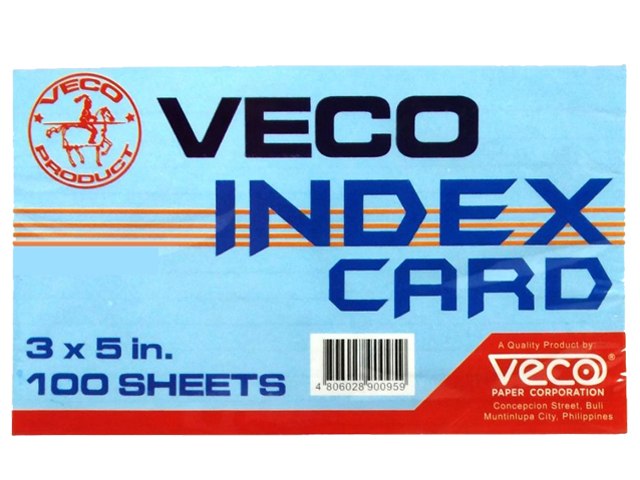 VECO
PRODUCT
VECO
INDEX
CARD
3 x 5 in.
100 SHEETS
4 806028 900959
A Quality Product by:
veco®
PAPER CORPORATION
Concepcion Street, Buli
Muntinlupa City, Philippines